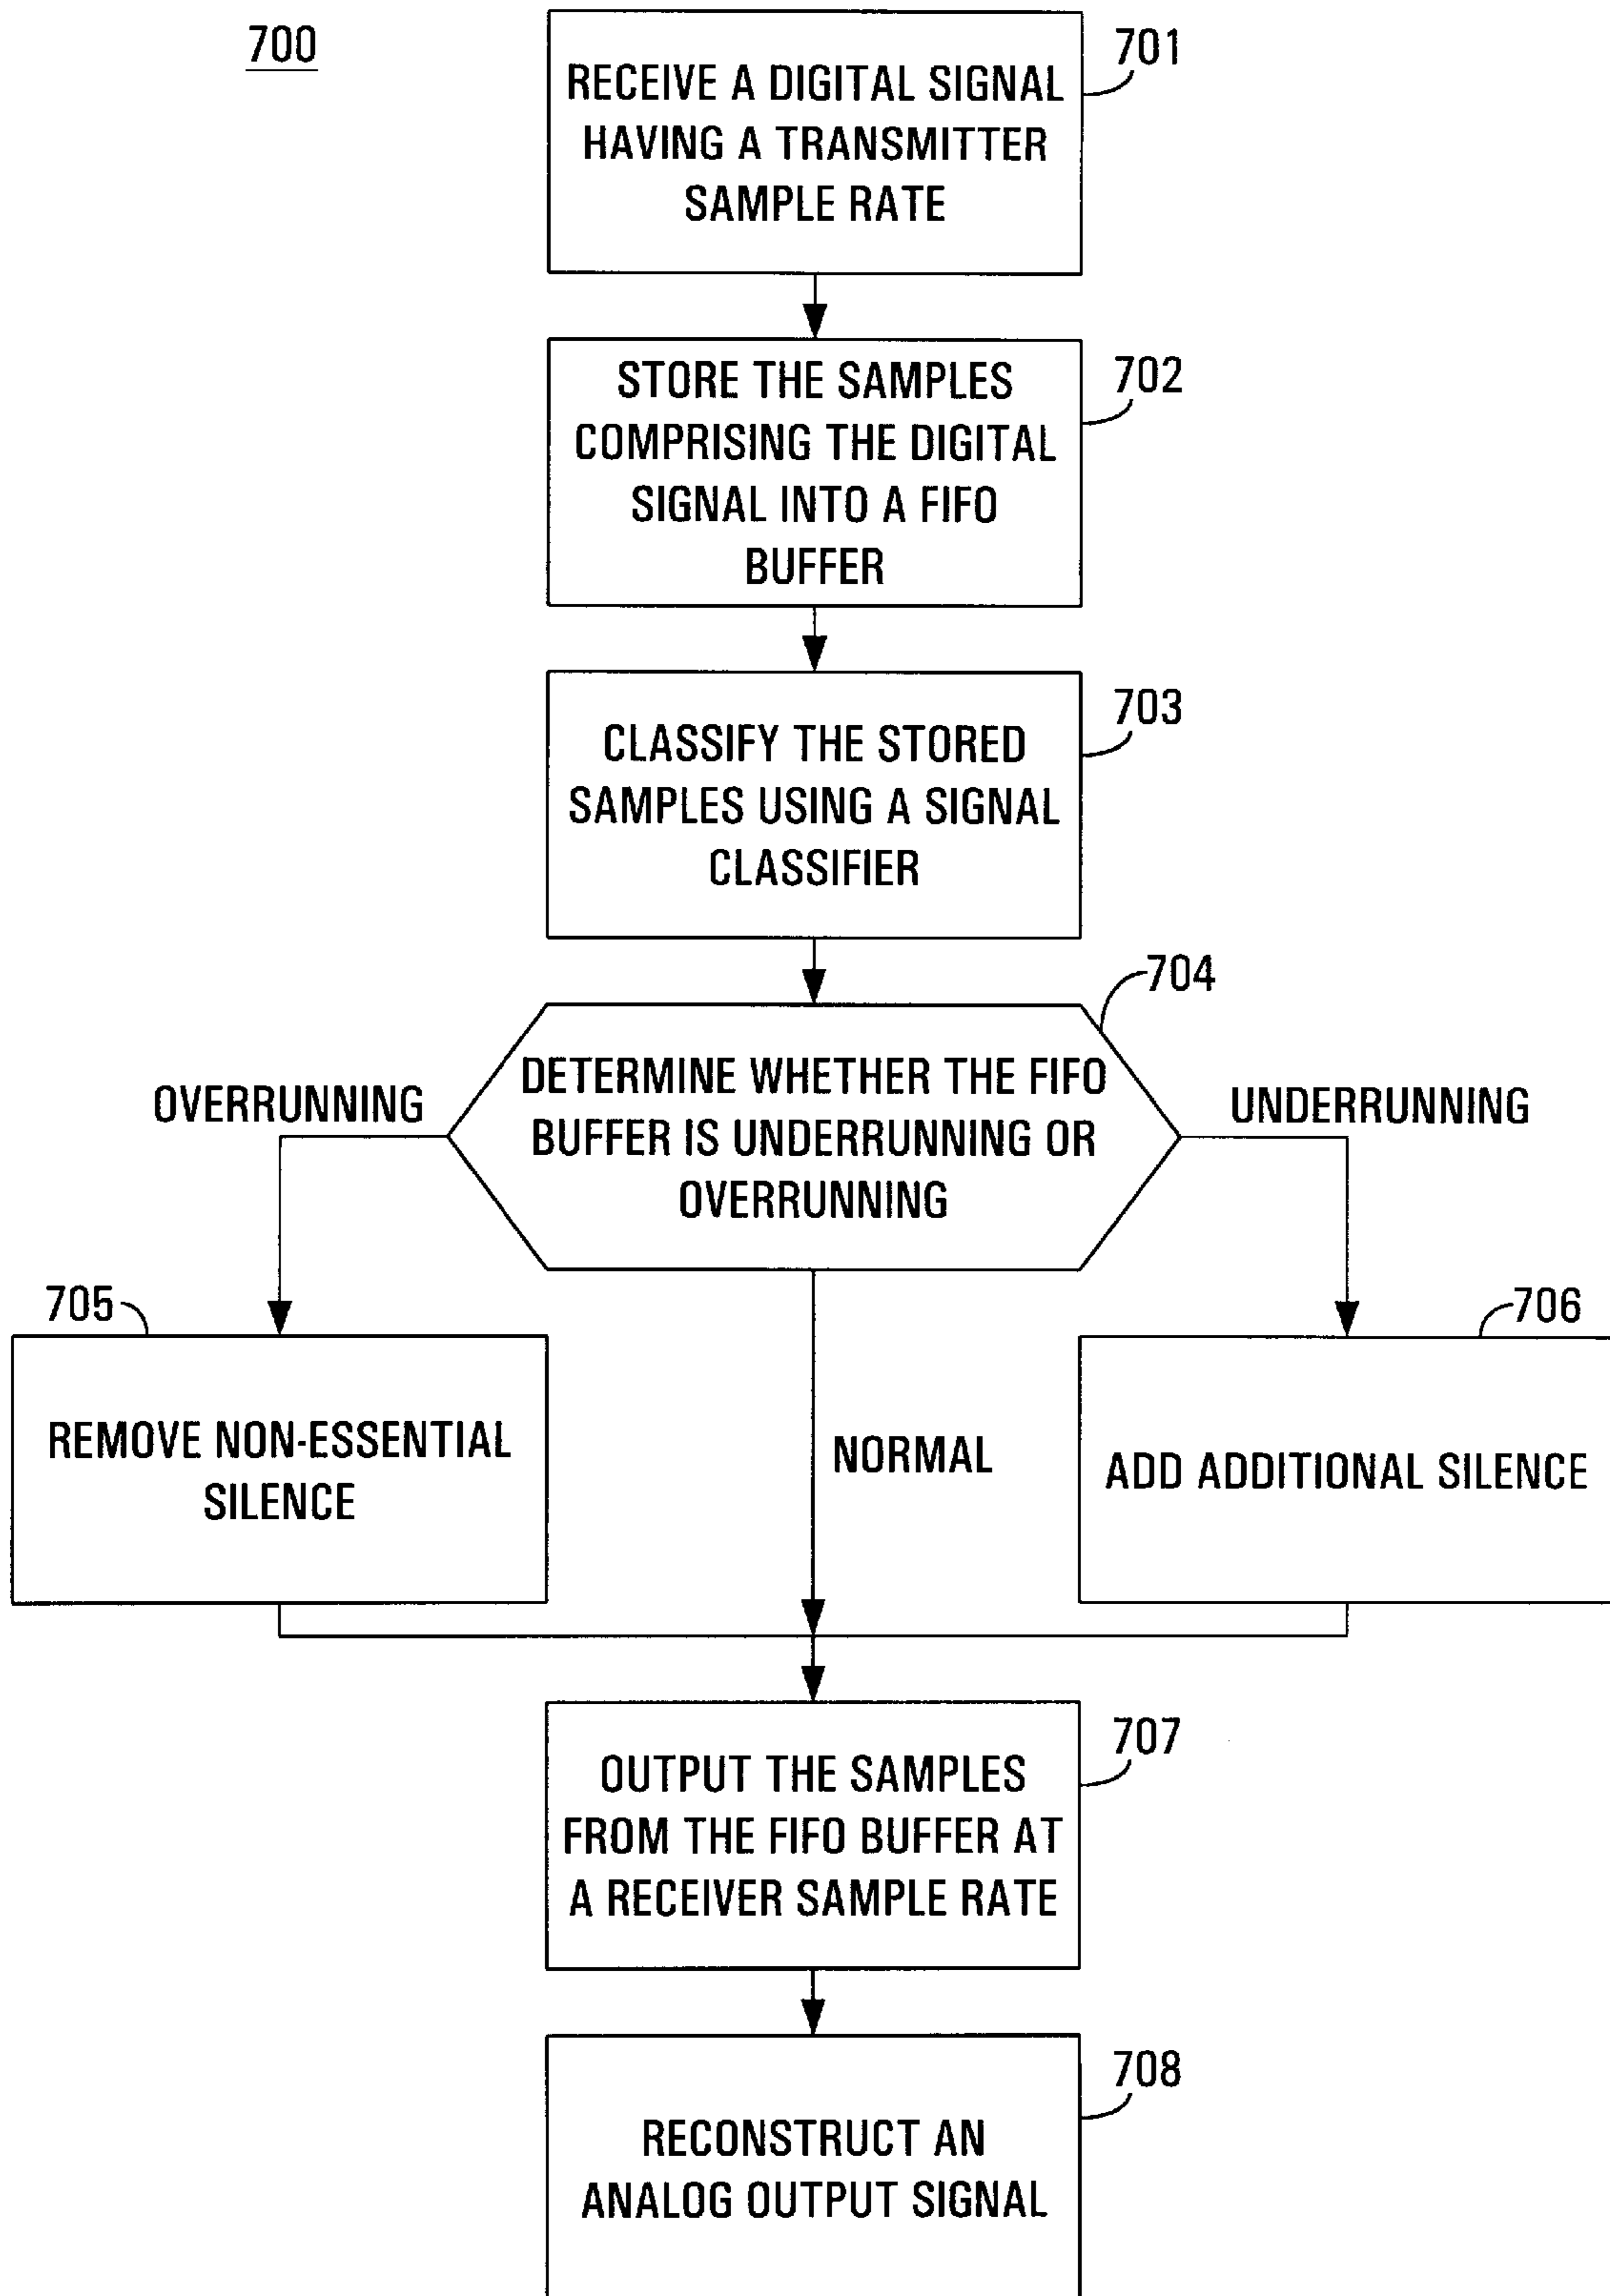 700
701
RECEIVE A DIGITAL SIGNAL
HAVING A TRANSMITTER
SAMPLE RATE
702
STORE THE SAMPLES
COMPRISING THE DIGITAL
SIGNAL INTO A FIFO
BUFFER
703
CLASSIFY THE STORED
SAMPLES USING A SIGNAL
CLASSIFIER
704
DETERMINE WHETHER THE FIFO
BUFFER IS UNDERRUNNING OR
OVERRUNNING
OVERRUNNING
UNDERRUNNING
705
REMOVE NON-ESSENTIAL
SILENCE
NORMAL
706
ADD ADDITIONAL SILENCE
707
OUTPUT THE SAMPLES
FROM THE FIFO BUFFER AT
A RECEIVER SAMPLE RATE
708
RECONSTRUCT AN
ANALOG OUTPUT SIGNAL